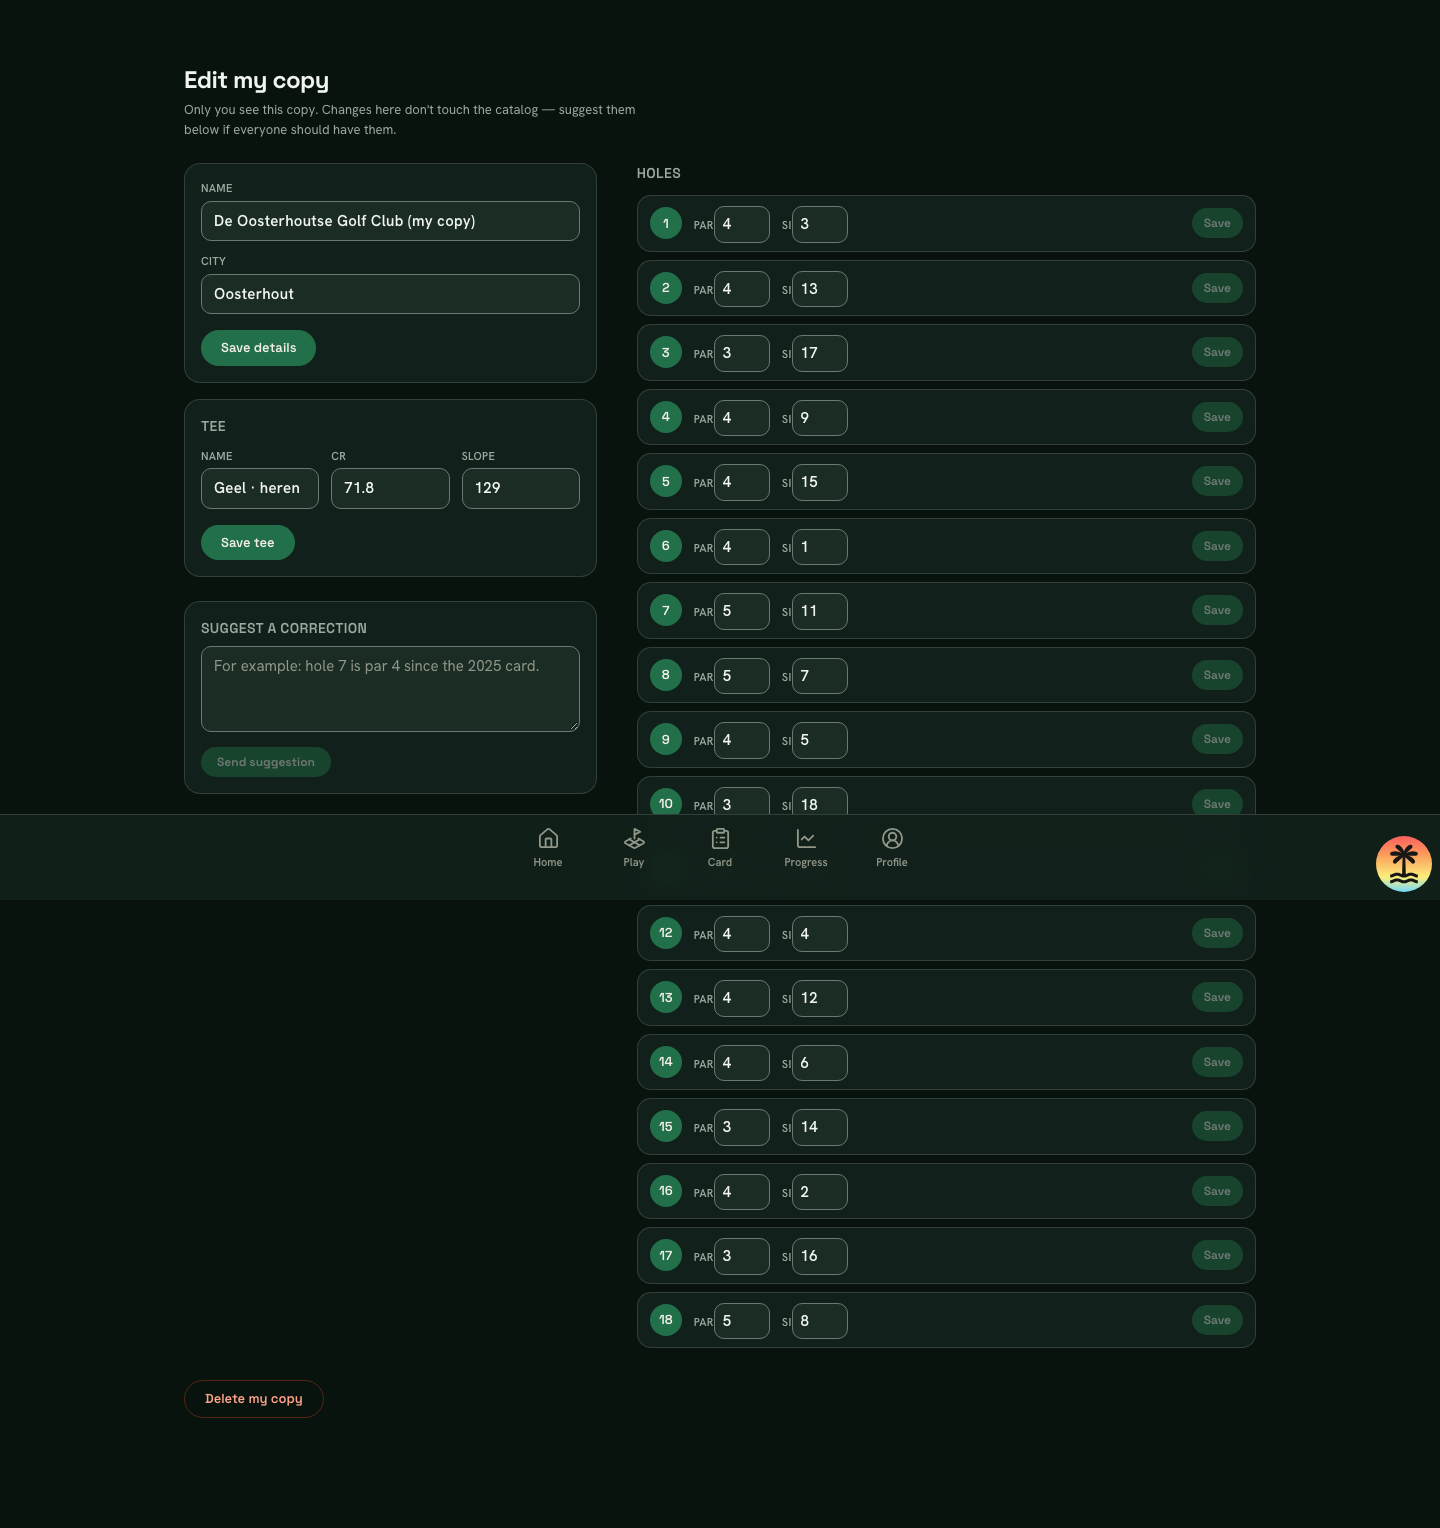 Edit my copy
Only you see this copy. Changes here don't touch the catalog — suggest them
below if everyone should have them.
NAME
De Oosterhoutse Golf Club (my copy)
CITY
Oosterhout
Save details
TEE
NAME CR SLOPE
Geel · heren 71.8 129
Save tee
SUGGEST A CORRECTION
For example: hole 7 is par 4 since the 2025 card.
Send suggestion
HOLES
1 PAR 4 SI 3 Save
2 PAR 4 SI 13 Save
3 PAR 3 SI 17 Save
4 PAR 4 SI 9 Save
5 PAR 4 SI 15 Save
6 PAR 4 SI 1 Save
7 PAR 5 SI 11 Save
8 PAR 5 SI 7 Save
9 PAR 4 SI 5 Save
10 PAR 3 SI 18 Save
Home Play Card Progress Profile
12 PAR 4 SI 4 Save
13 PAR 4 SI 12 Save
14 PAR 4 SI 6 Save
15 PAR 3 SI 14 Save
16 PAR 4 SI 2 Save
17 PAR 3 SI 16 Save
18 PAR 5 SI 8 Save
Delete my copy